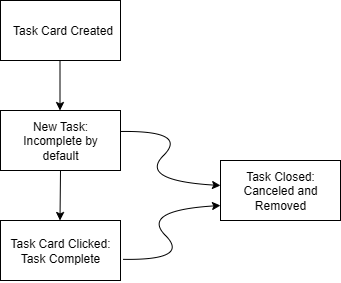 Task Card Created
New Task:
Incomplete by
default
Task Closed:
Canceled and
Removed
Task Card Clicked:
Task Complete